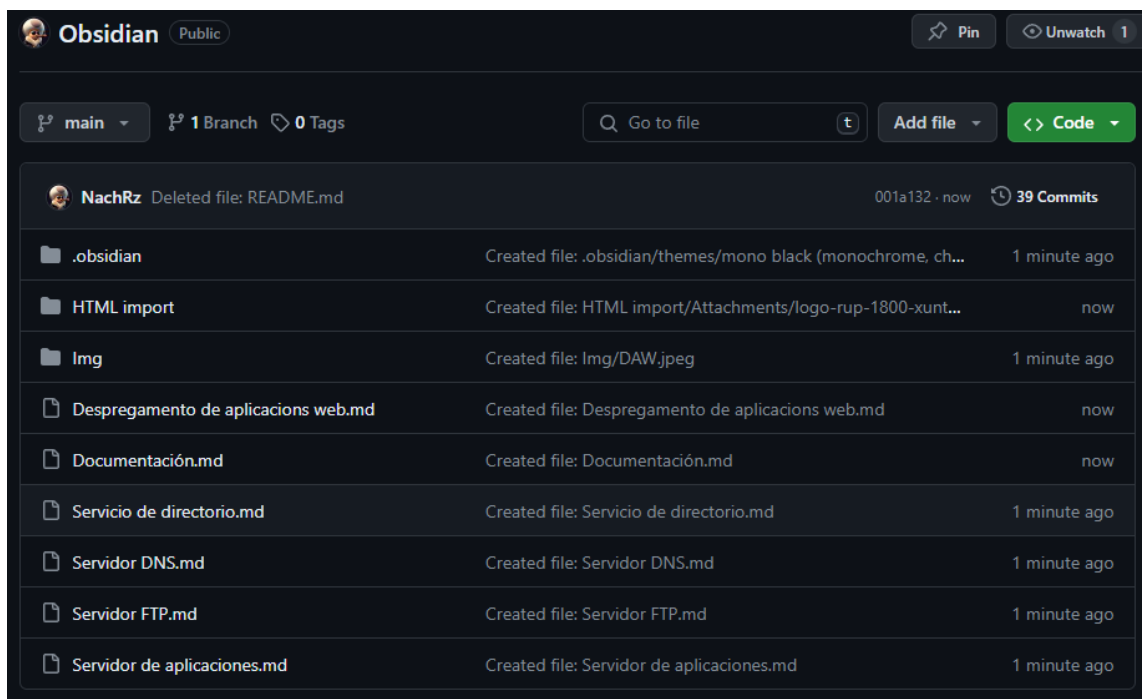 Obsidian Public Pin Unwatch 1
main 1 Branch 0 Tags Go to file t Add file <> Code
NachRz Deleted file: README.md 001a132 · now 39 Commits
.obsidian Created file: .obsidian/themes/mono black (monochrome, ch... 1 minute ago
HTML import Created file: HTML import/Attachments/logo-rup-1800-xunt... now
Img Created file: Img/DAW.jpeg 1 minute ago
Despregamento de aplicacions web.md Created file: Despregamento de aplicacions web.md now
Documentación.md Created file: Documentación.md now
Servicio de directorio.md Created file: Servicio de directorio.md 1 minute ago
Servidor DNS.md Created file: Servidor DNS.md 1 minute ago
Servidor FTP.md Created file: Servidor FTP.md 1 minute ago
Servidor de aplicaciones.md Created file: Servidor de aplicaciones.md 1 minute ago